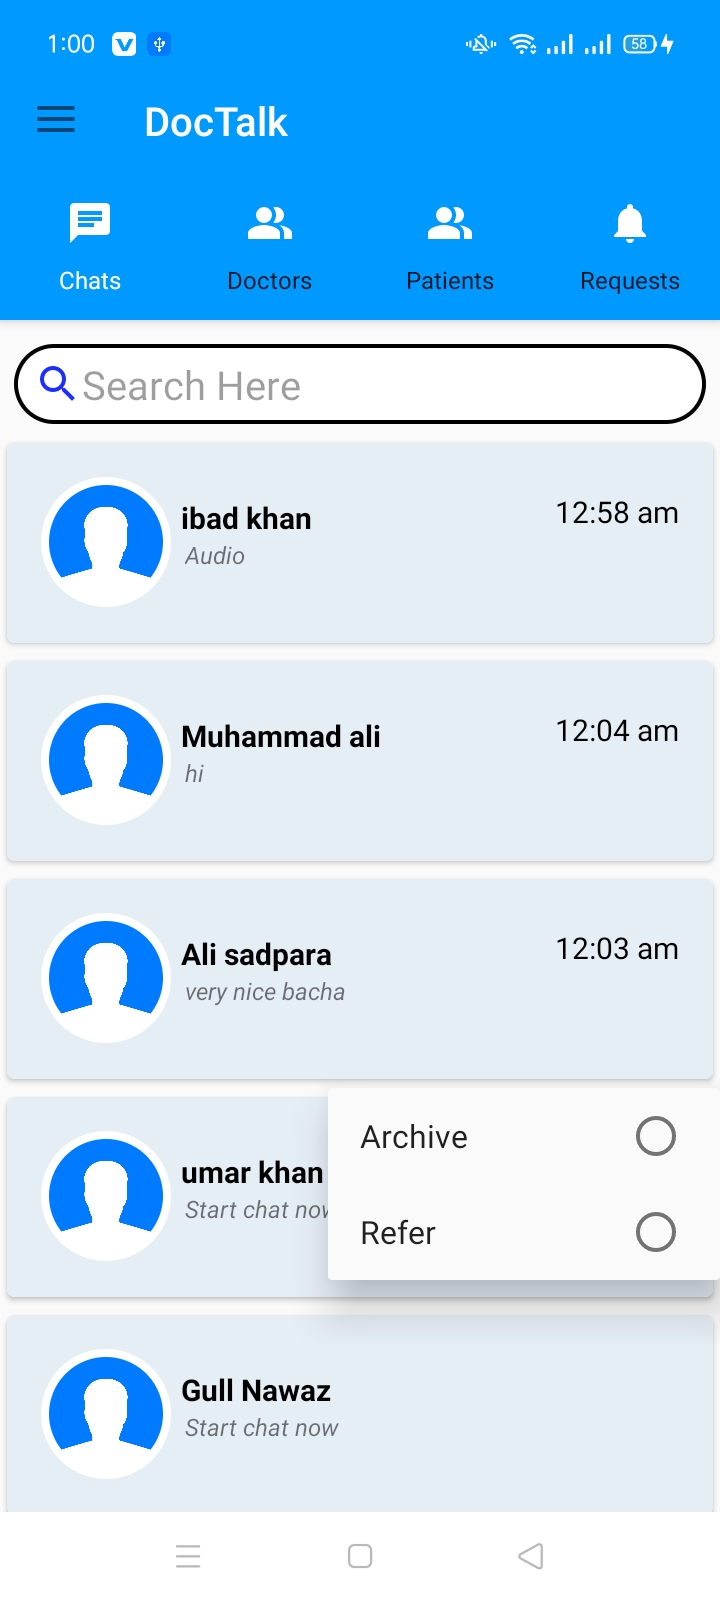 1:00
58
DocTalk
Chats
Doctors
Patients
Requests
Search Here
ibad khan
12:58 am
Audio
Muhammad ali
12:04 am
hi
Ali sadpara
12:03 am
very nice bacha
Archive
umar khan
Start chat now
Refer
Gull Nawaz
Start chat now